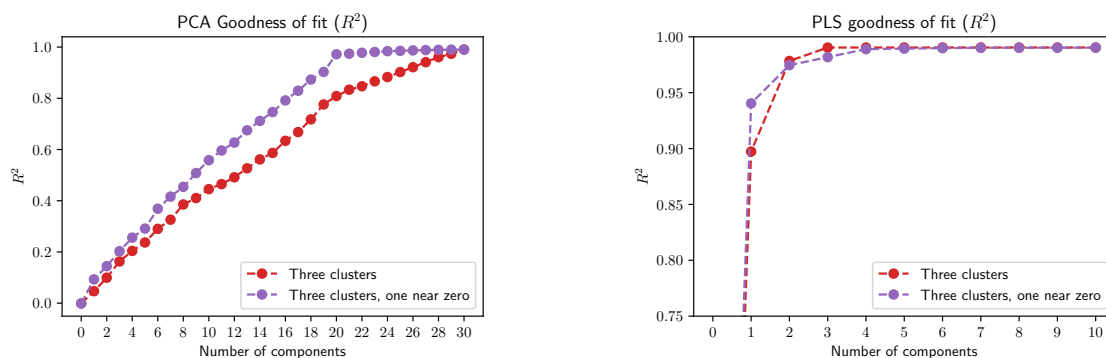 PCA Goodness of fit (R²)
1.0
0.8
0.6
0.4
0.2
0.0
R²
0 2 4 6 8 10 12 14 16 18 20 22 24 26 28 30
Number of components
Three clusters
Three clusters, one near zero
PLS goodness of fit (R²)
1.00
0.95
0.90
0.85
0.80
0.75
R²
0 1 2 3 4 5 6 7 8 9 10
Number of components
Three clusters
Three clusters, one near zero